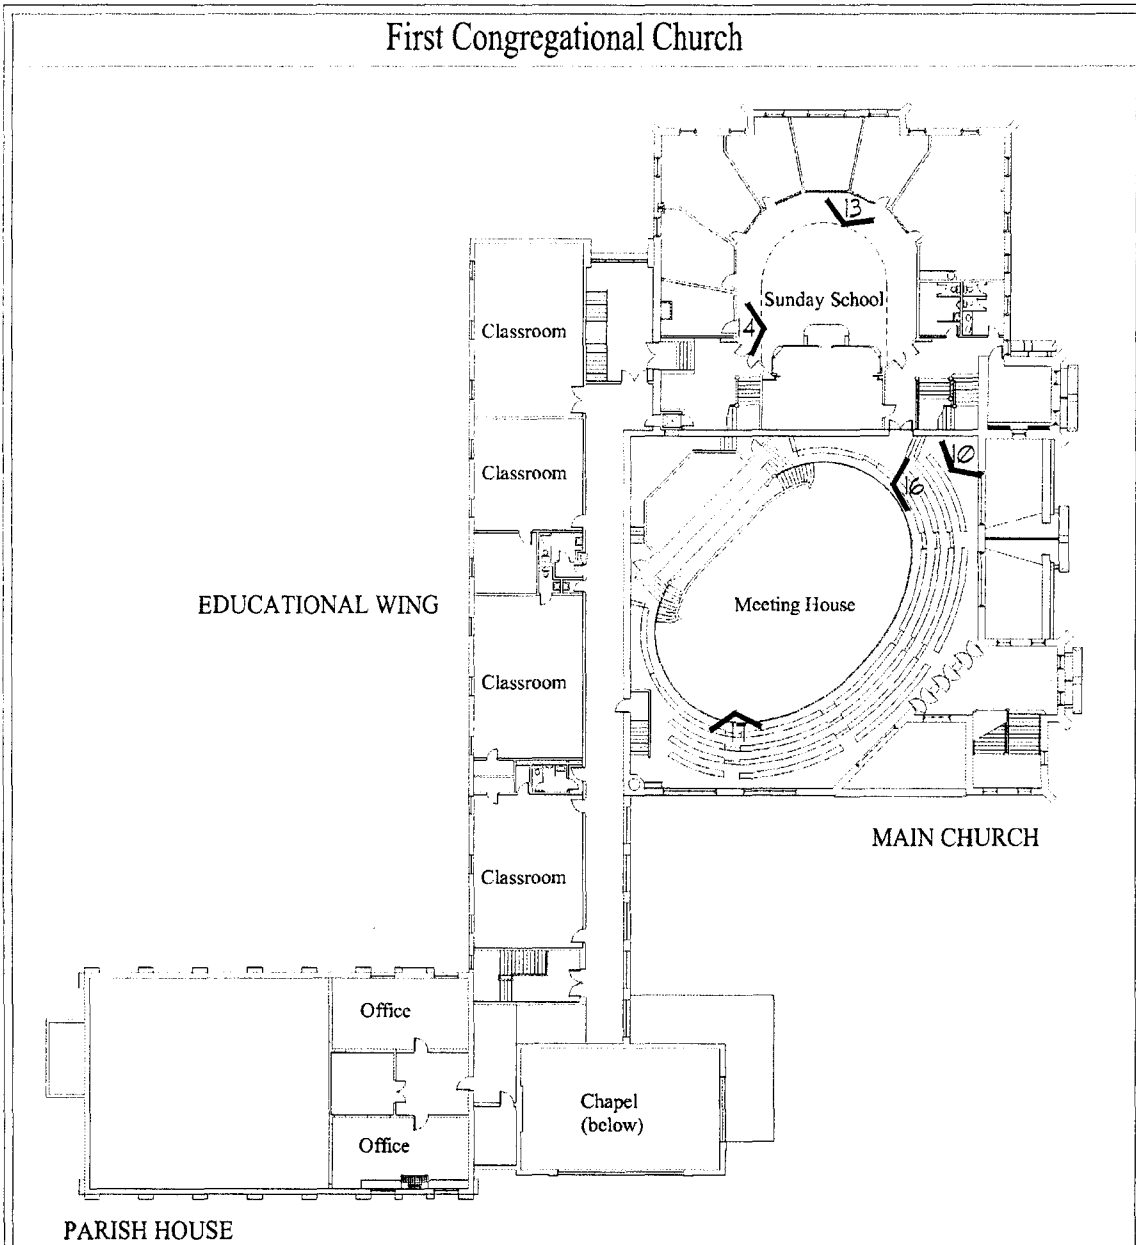 First Congregational Church
13
Sunday School
14
Classroom
Classroom
10
16
EDUCATIONAL WING
Meeting House
Classroom
11
MAIN CHURCH
Classroom
Office
Chapel
(below)
Office
PARISH HOUSE